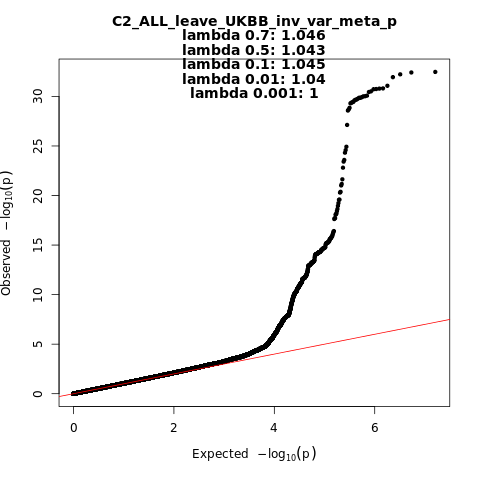 C2_ALL_leave_UKBB_inv_var_meta_p
lambda 0.7: 1.046
lambda 0.5: 1.043
lambda 0.1: 1.045
lambda 0.01: 1.04
lambda 0.001: 1
Observed −log10(p)
30
25
20
15
10
5
0
0 2 4 6
Expected −log10(p)